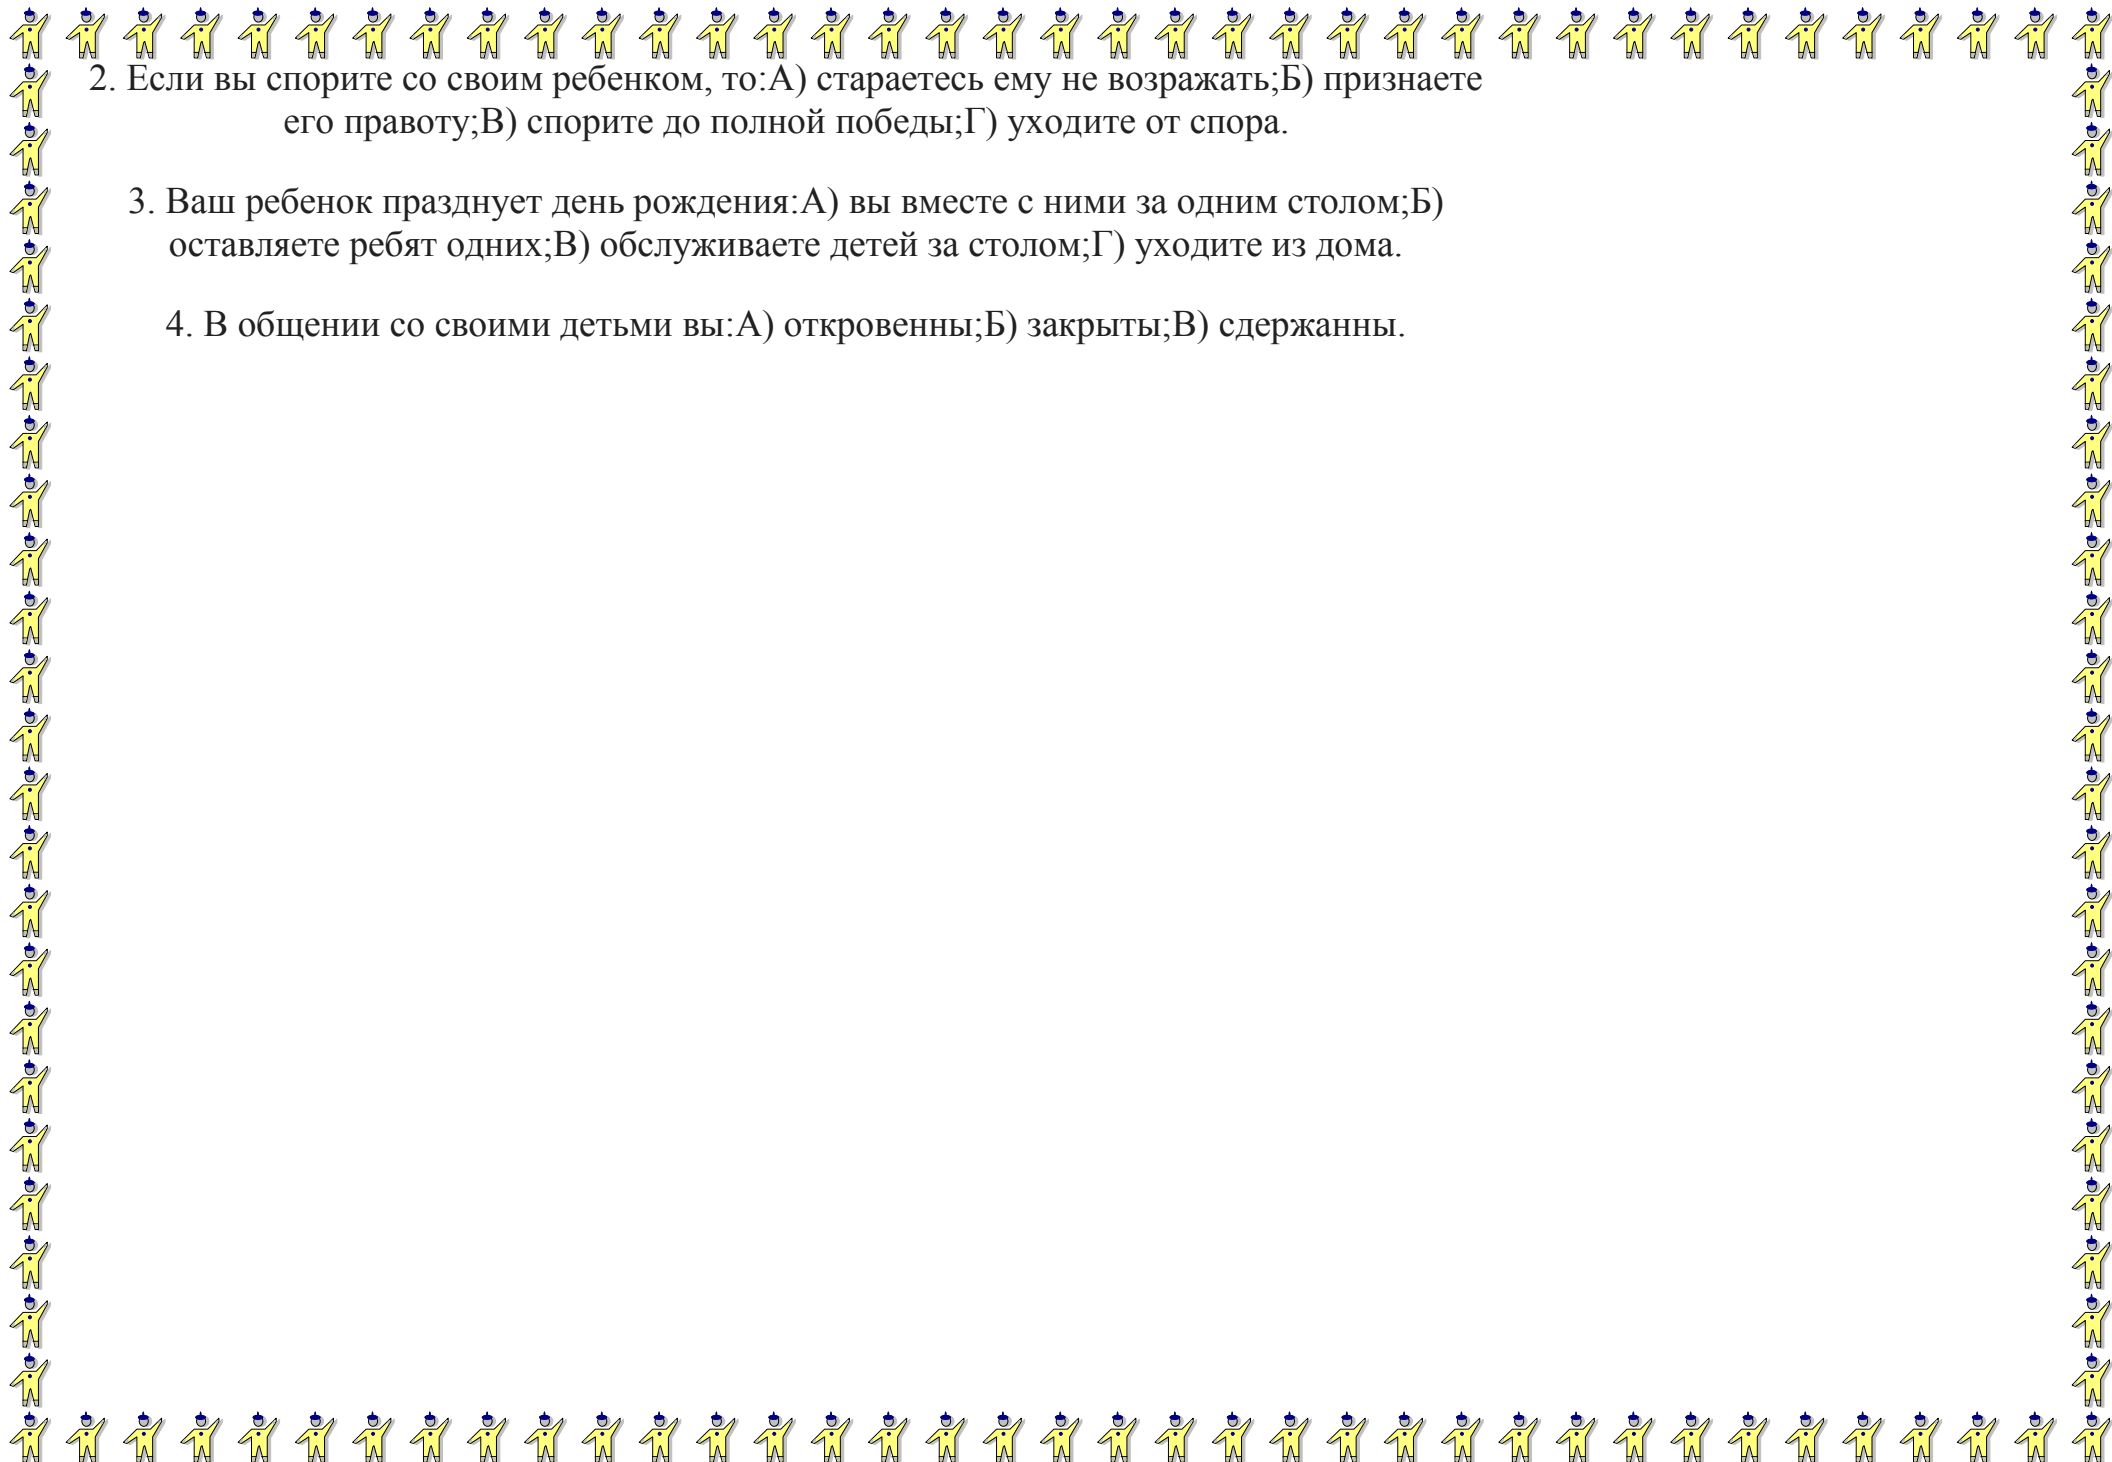 2. Если вы спорите со своим ребенком, то:А) стараетесь ему не возражать;Б) признаете
его правоту;В) спорите до полной победы;Г) уходите от спора.
3. Ваш ребенок празднует день рождения:А) вы вместе с ними за одним столом;Б)
оставляете ребят одних;В) обслуживаете детей за столом;Г) уходите из дома.
4. В общении со своими детьми вы:А) откровенны;Б) закрыты;В) сдержанны.